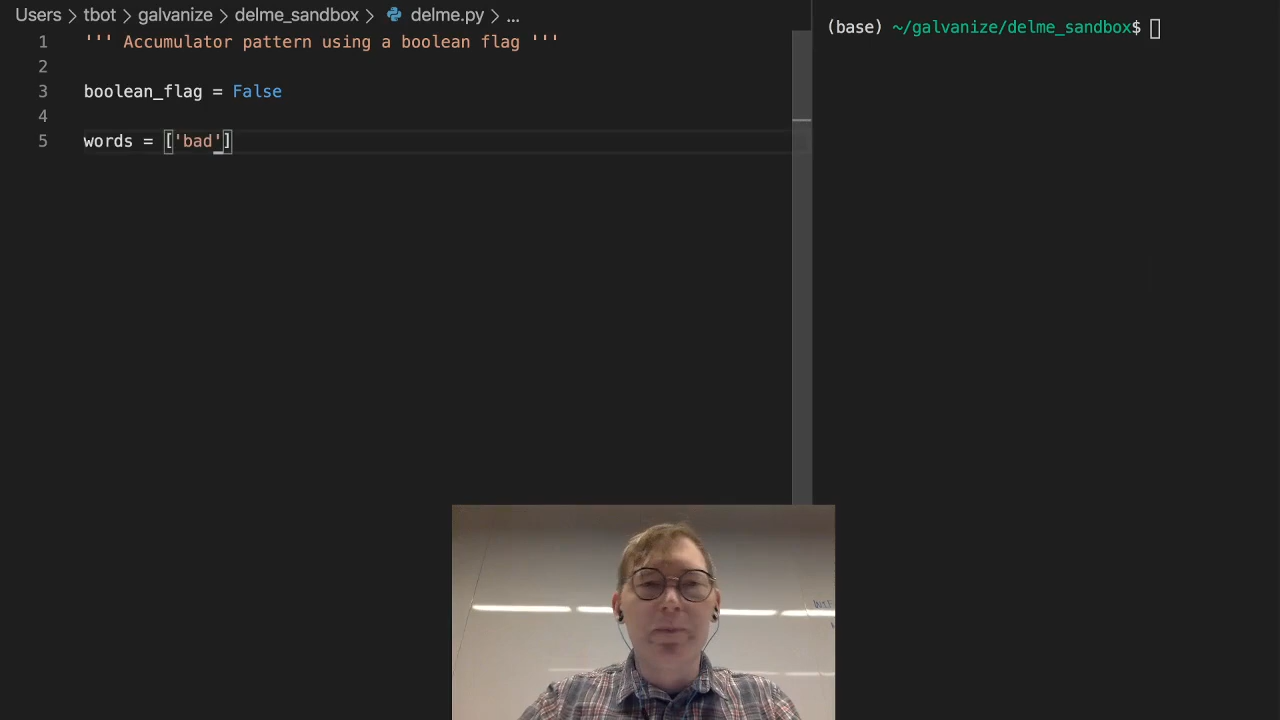 Users > tbot > galvanize > delme_sandbox > delme.py > ...
1 ''' Accumulator pattern using a boolean flag '''
2
3 boolean_flag = False
4
5 words = ['bad']
(base) ~/galvanize/delme_sandbox$